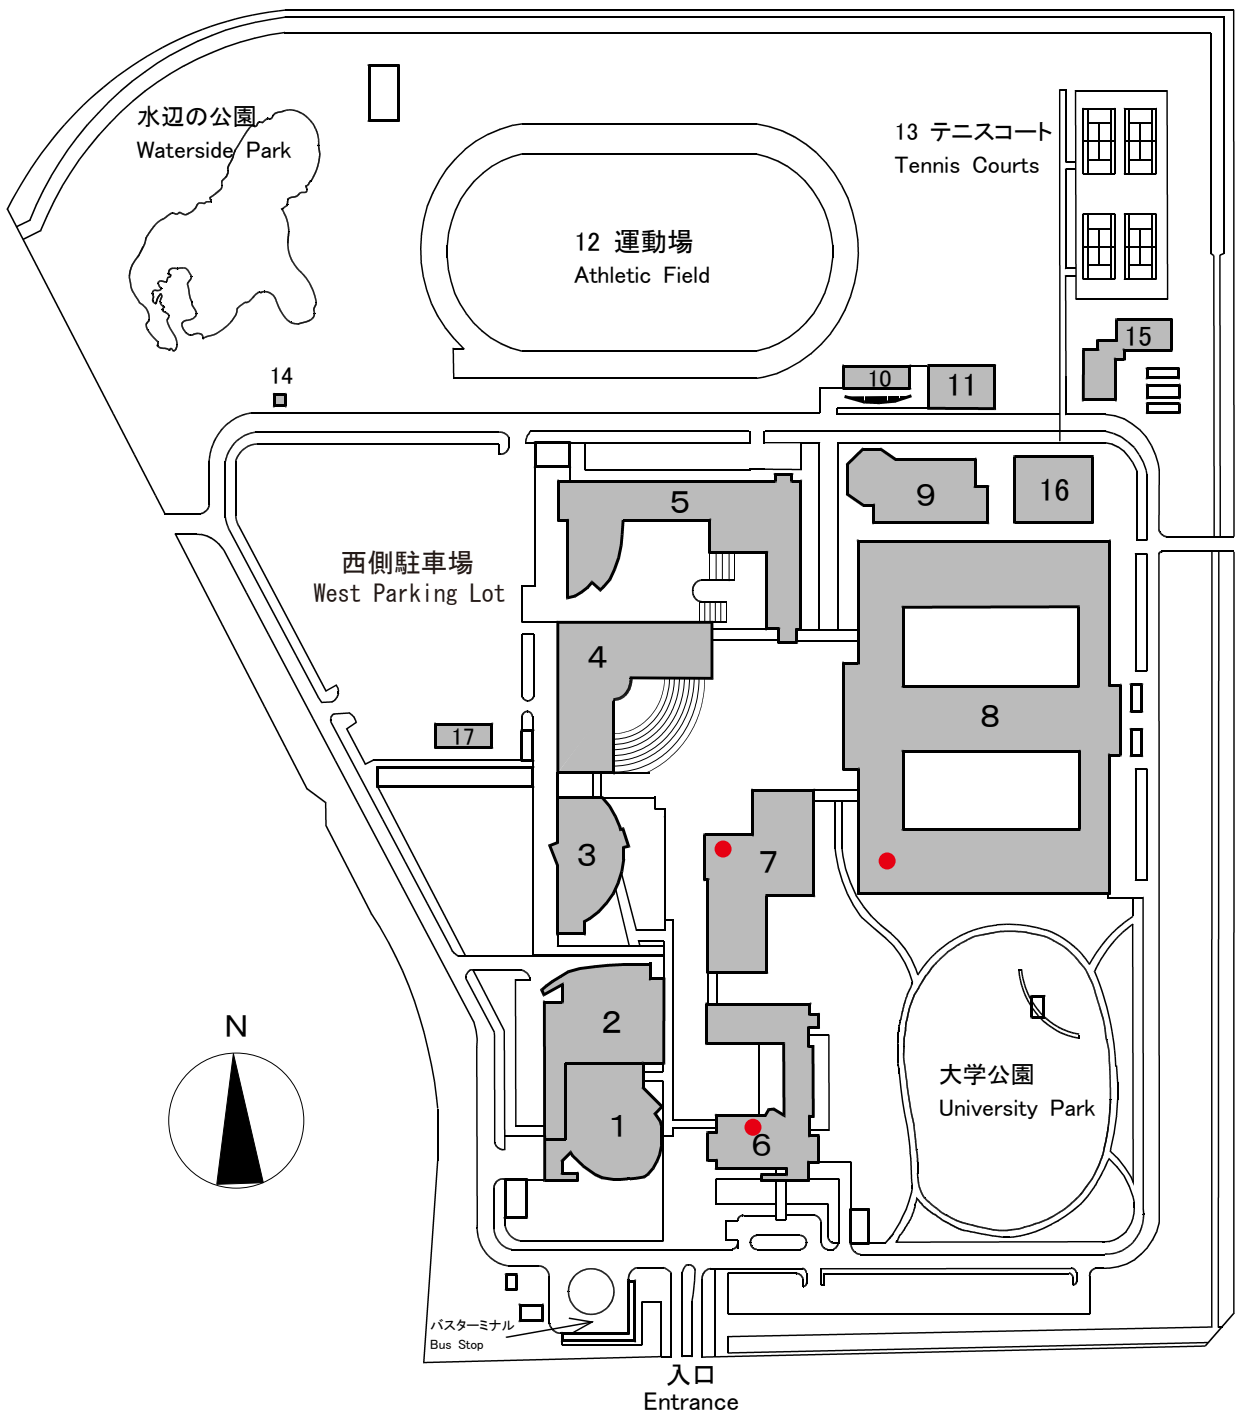 水辺の公園
Waterside Park
13 テニスコート
Tennis Courts
12 運動場
Athletic Field
15
14
10
11
5
9
16
西側駐車場
West Parking Lot
4
8
17
3
7
2
N
大学公園
University Park
1
6
バスターミナル
Bus Stop
入口
Entrance